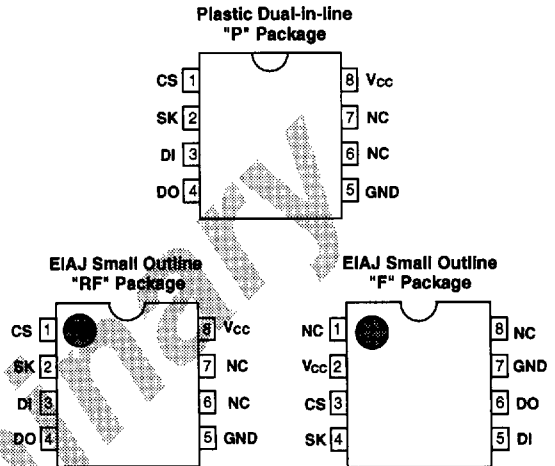 Plastic Dual-in-line
"P" Package
CS 1 8 Vcc
SK 2 7 NC
DI 3 6 NC
DO 4 5 GND
EIAJ Small Outline
"RF" Package
CS 1 8 Vcc
SK 2 7 NC
DI 3 6 NC
DO 4 5 GND
EIAJ Small Outline
"F" Package
NC 1 8 NC
Vcc 2 7 GND
CS 3 6 DO
SK 4 5 DI
inary